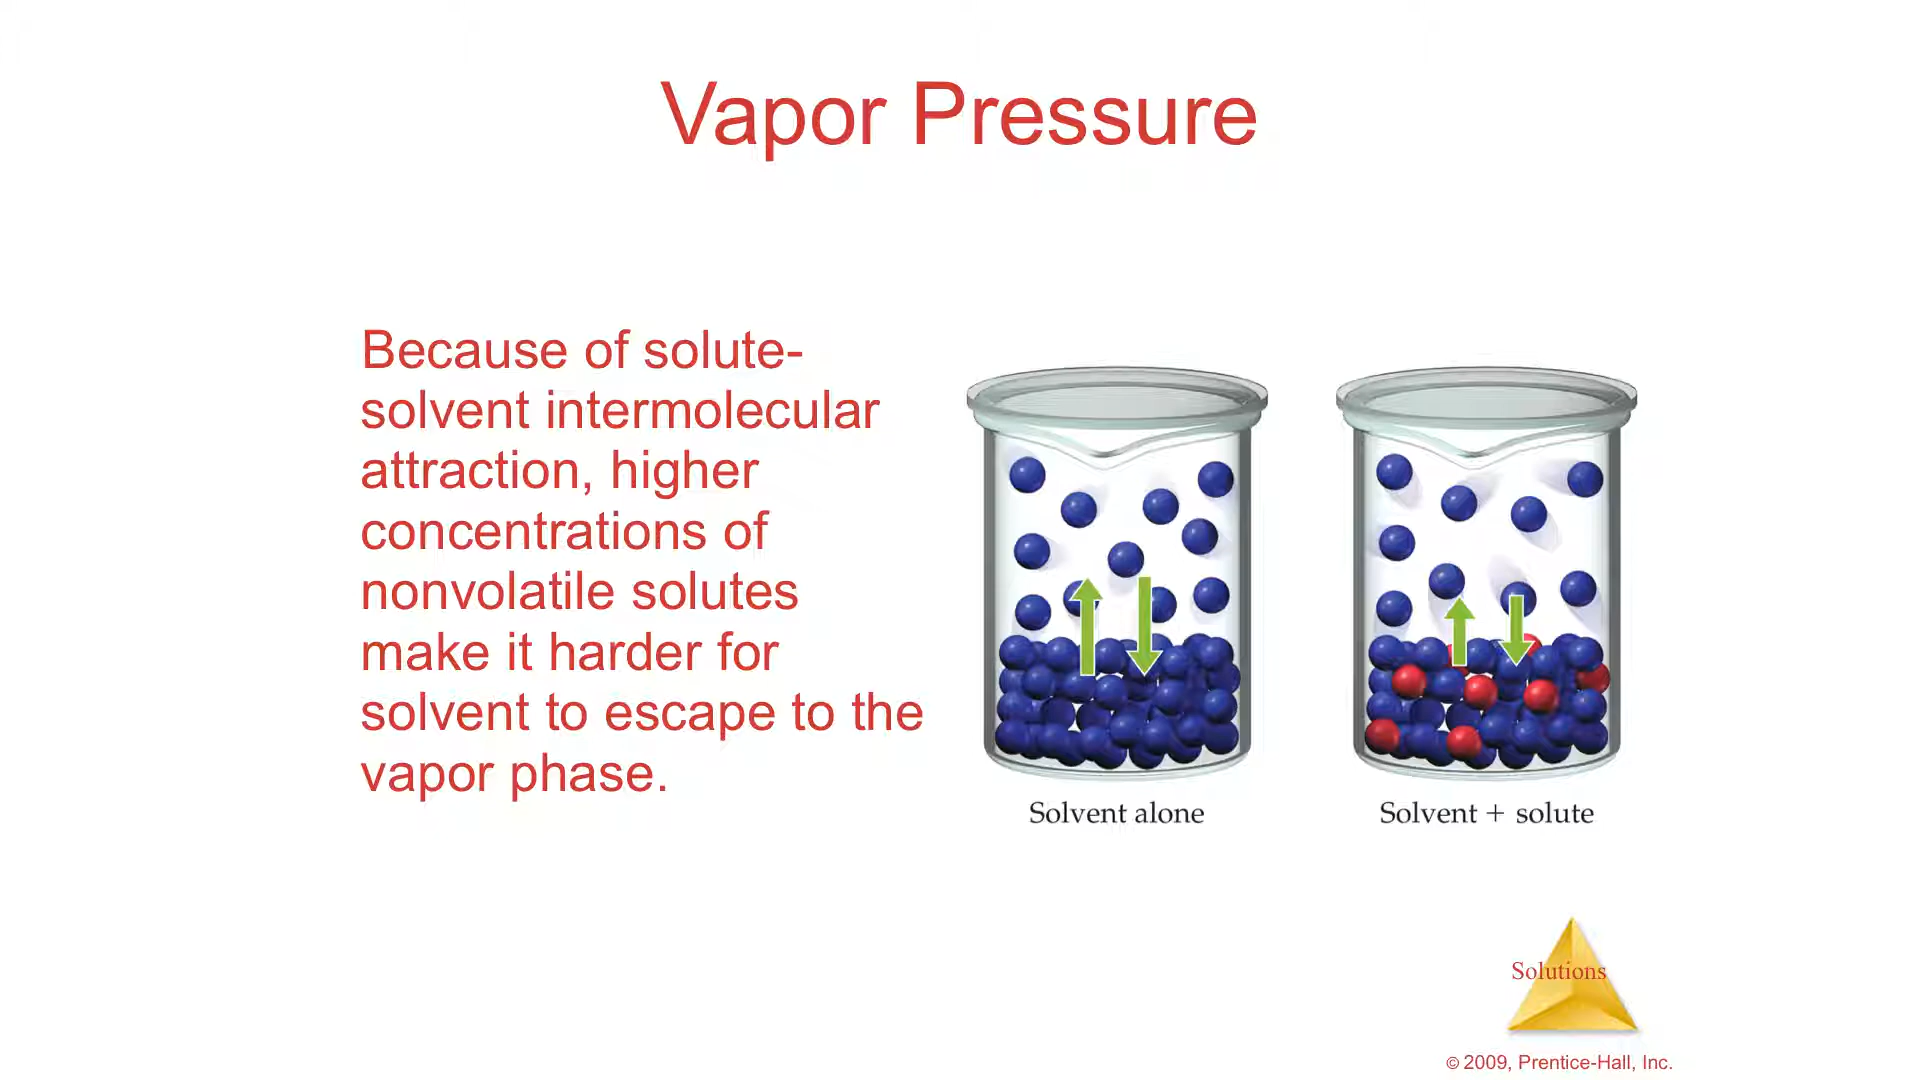 Vapor Pressure
Because of solute-
solvent intermolecular
attraction, higher
concentrations of
nonvolatile solutes
make it harder for
solvent to escape to the
vapor phase.
Solvent alone
Solvent + solute
Solutions
© 2009, Prentice-Hall, Inc.